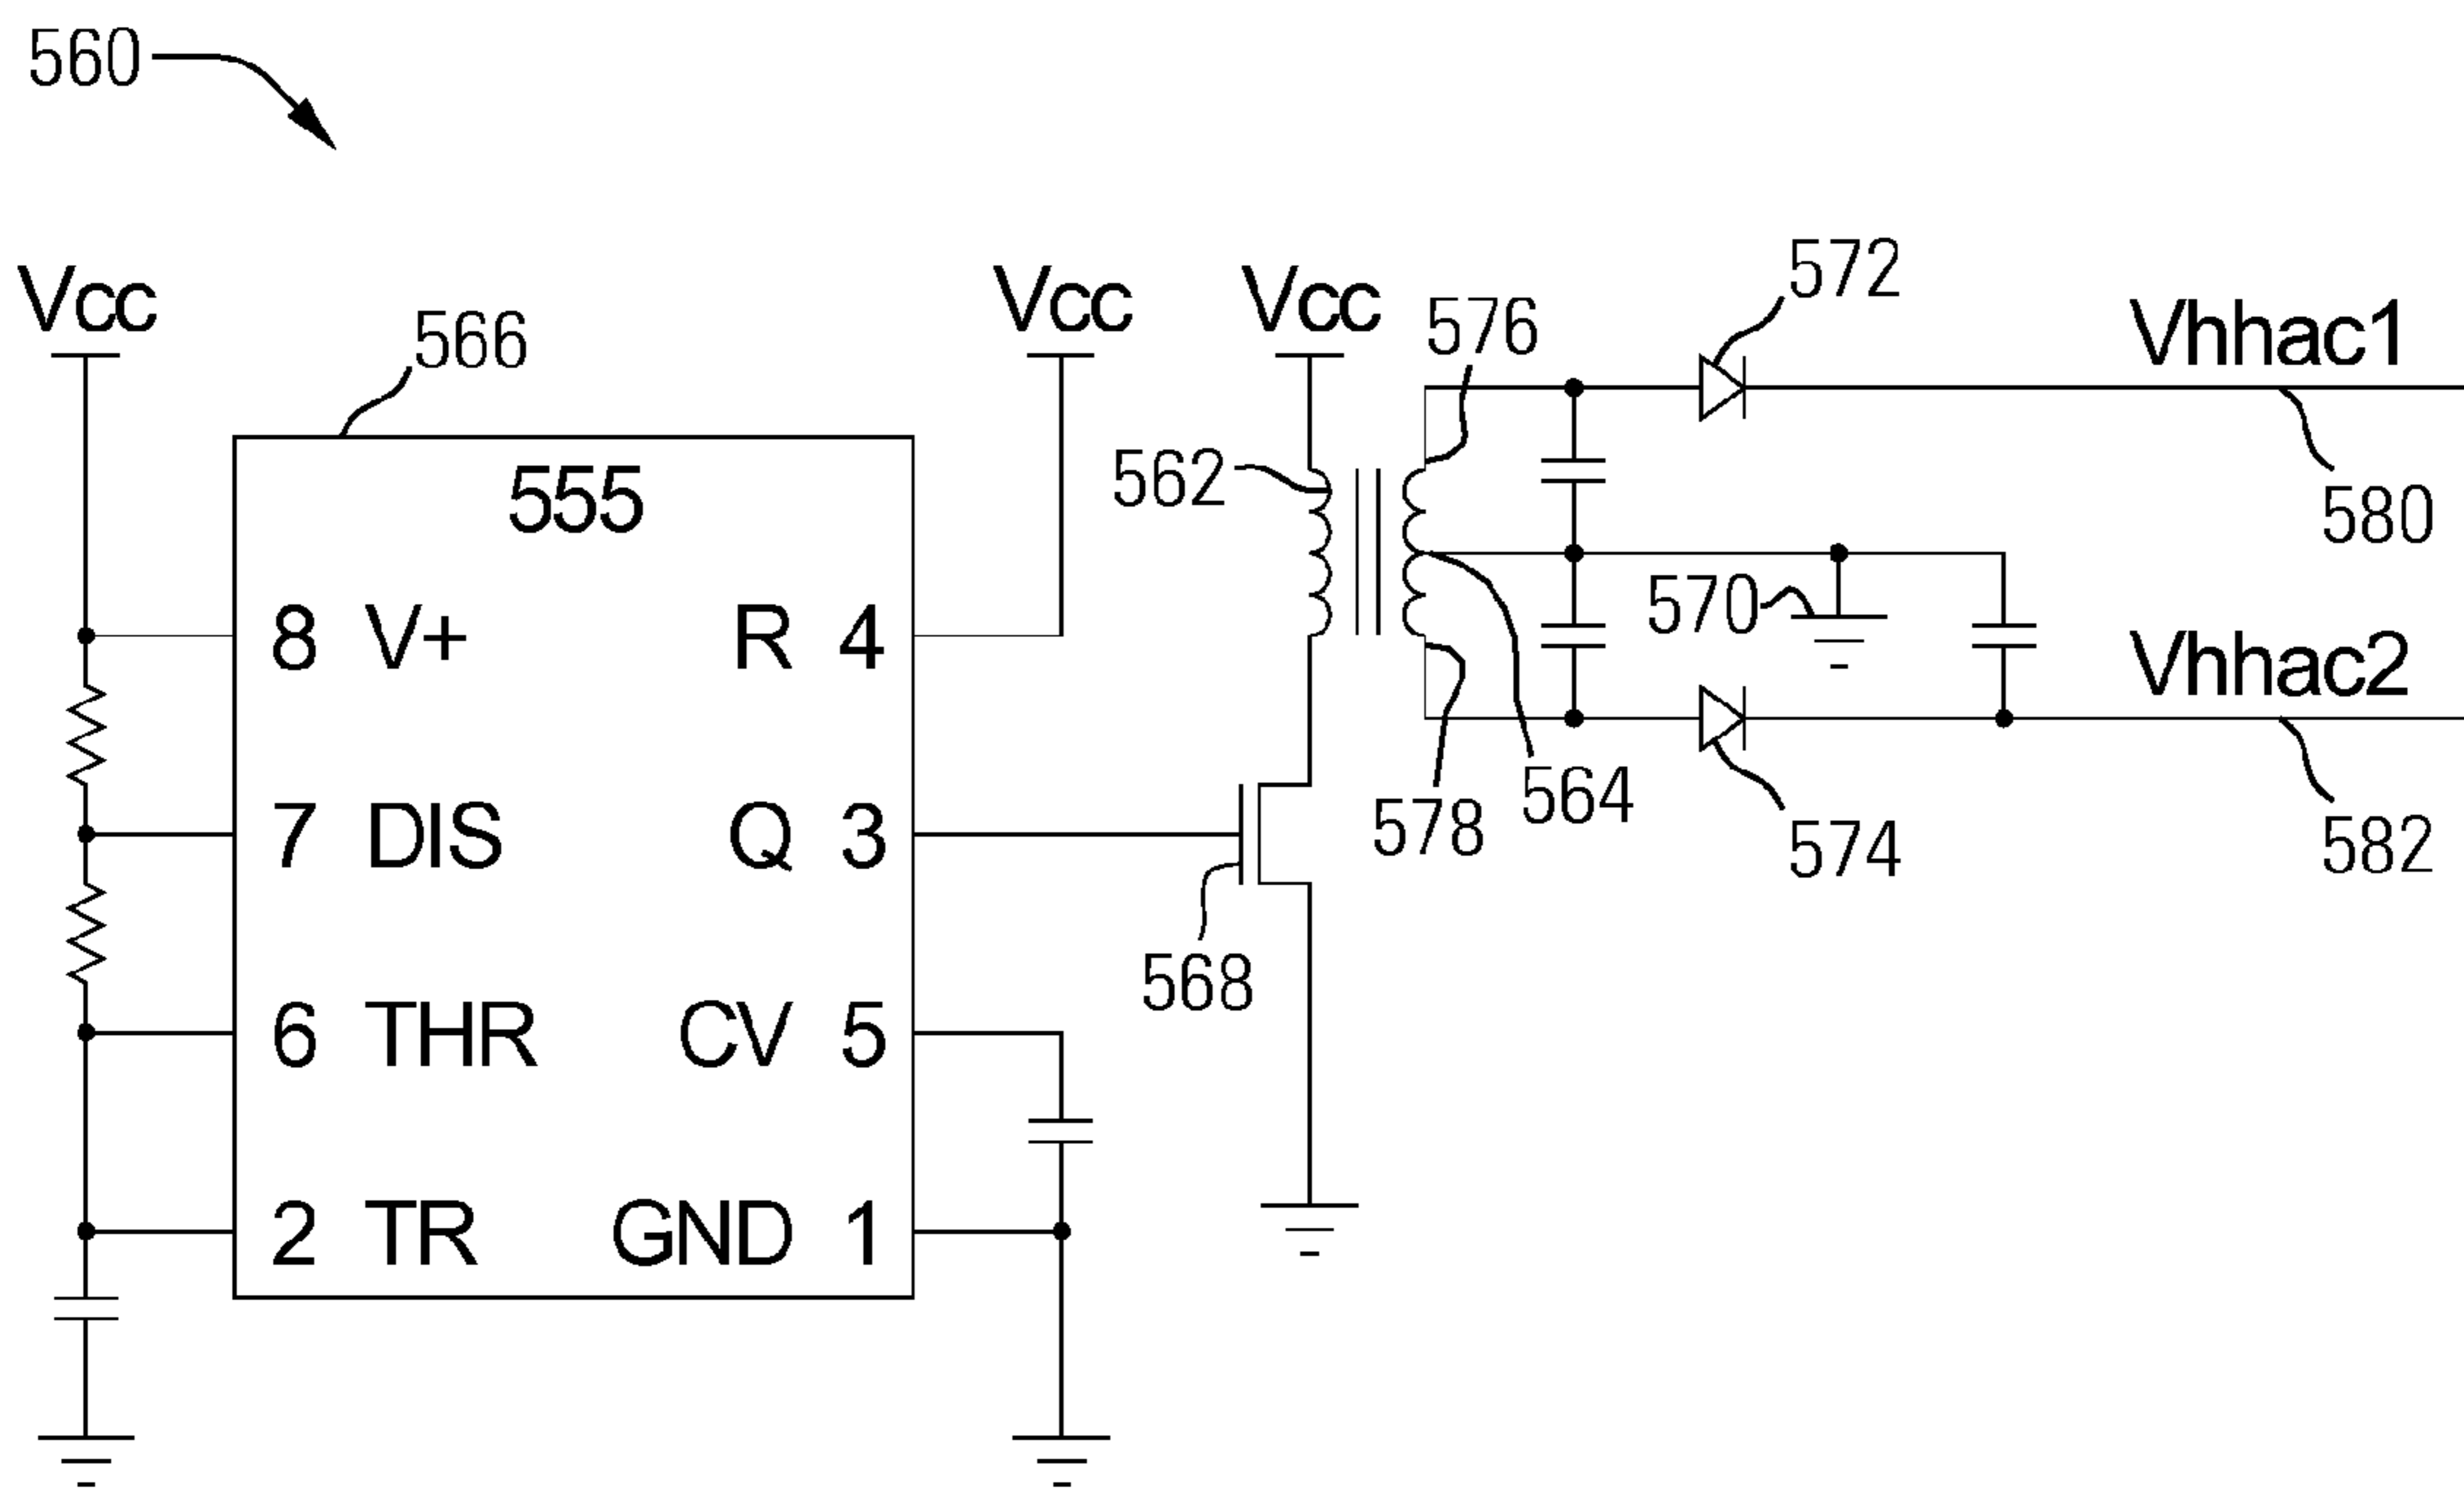 560
Vcc
566
Vcc
Vcc
576
572
Vhhac1
580
562
555
8 V+ R 4
570
Vhhac2
582
7 DIS Q 3
578
564
574
568
6 THR CV 5
2 TR GND 1